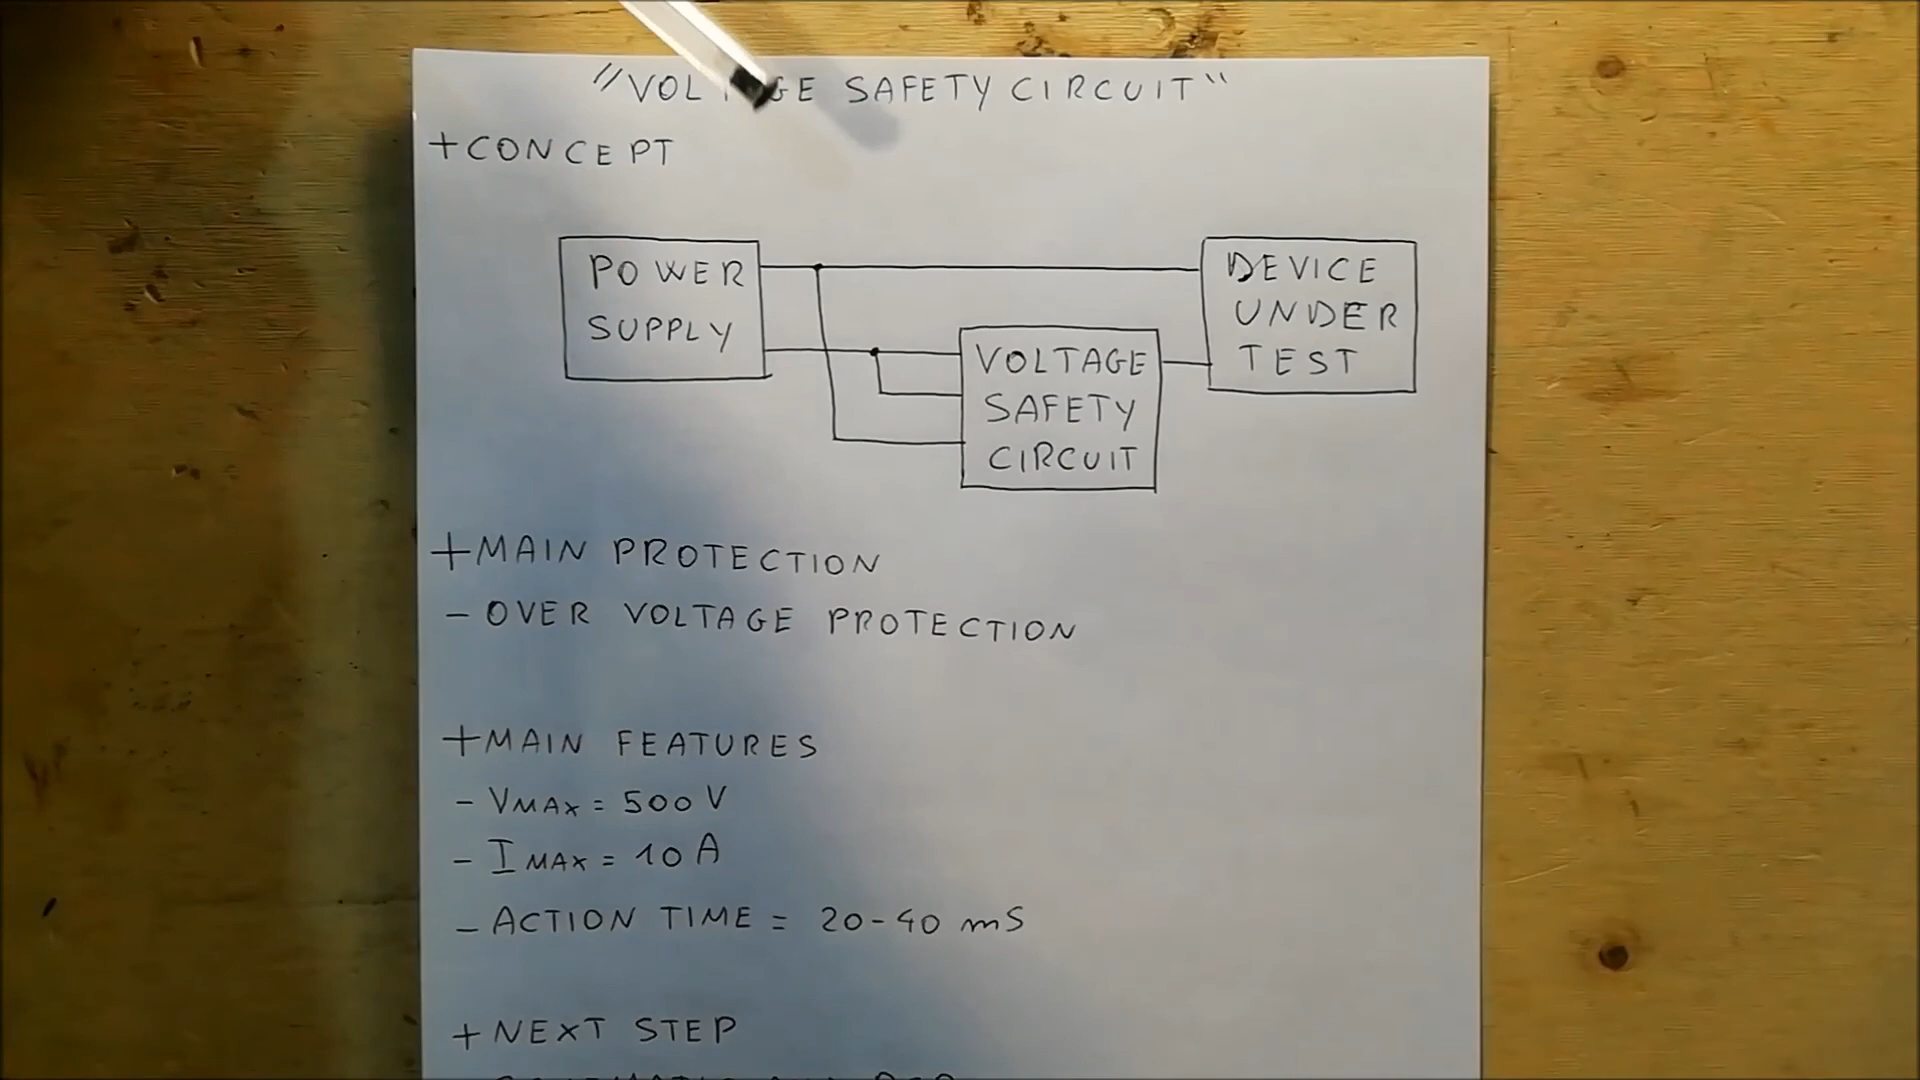 "VOL GE SAFETY CIRCUIT"
+CONCEPT
POWER
SUPPLY
DEVICE
UNDER
TEST
VOLTAGE
SAFETY
CIRCUIT
+MAIN PROTECTION
- OVER VOLTAGE PROTECTION
+MAIN FEATURES
- VMAX = 500 V
- IMAX = 10 A
- ACTION TIME = 20-40 mS
+ NEXT STEP